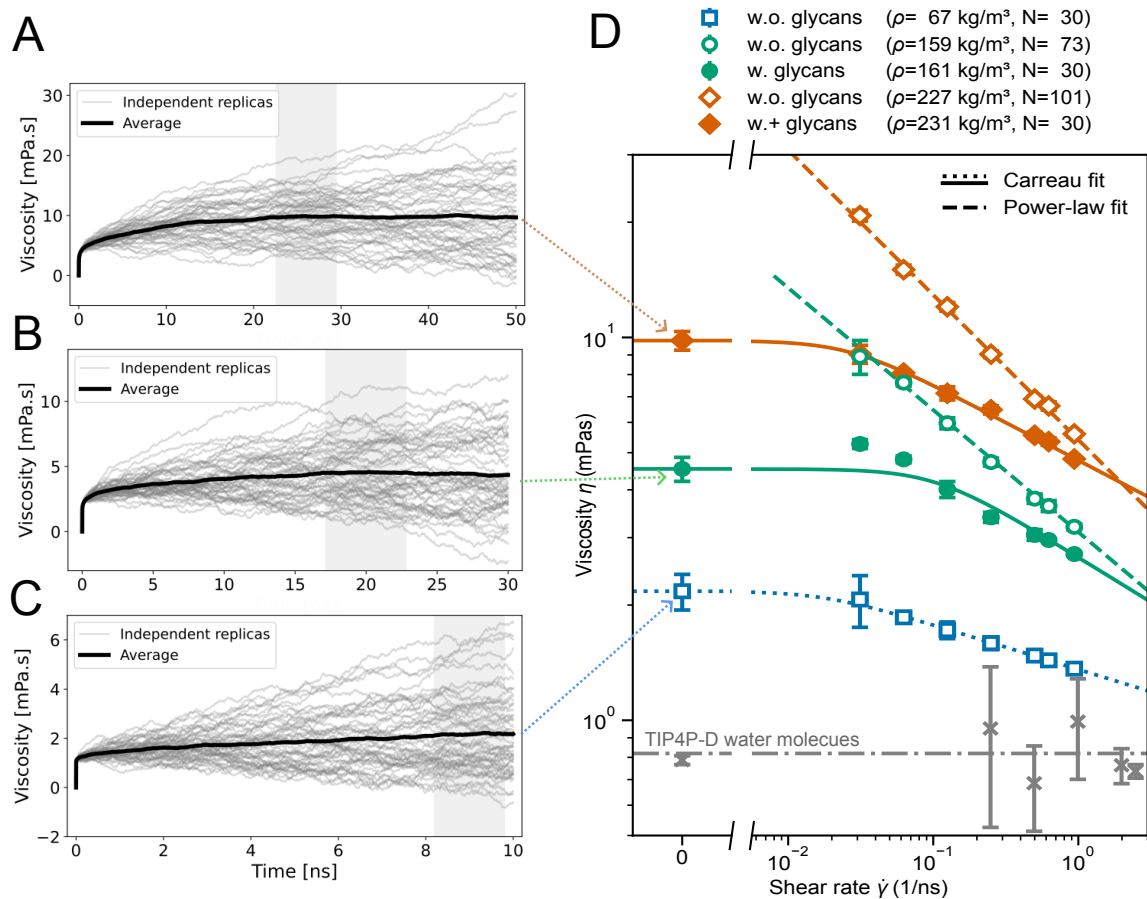 A
Viscosity [mPa.s]
30
20
10
0
Independent replicas
Average
0
10
20
30
40
50
B
Viscosity [mPa.s]
10
5
0
Independent replicas
Average
0
5
10
15
20
25
30
C
Viscosity [mPa.s]
6
4
2
0
−2
Independent replicas
Average
0
2
4
6
8
10
Time [ns]
D
w.o. glycans (ρ= 67 kg/m³, N= 30)
w.o. glycans (ρ=159 kg/m³, N= 73)
w. glycans (ρ=161 kg/m³, N= 30)
w.o. glycans (ρ=227 kg/m³, N=101)
w.+ glycans (ρ=231 kg/m³, N= 30)
Carreau fit
Power-law fit
Viscosity η (mPas)
10¹
10⁰
TIP4P-D water molecues
0
10⁻²
10⁻¹
10⁰
Shear rate γ̇ (1/ns)